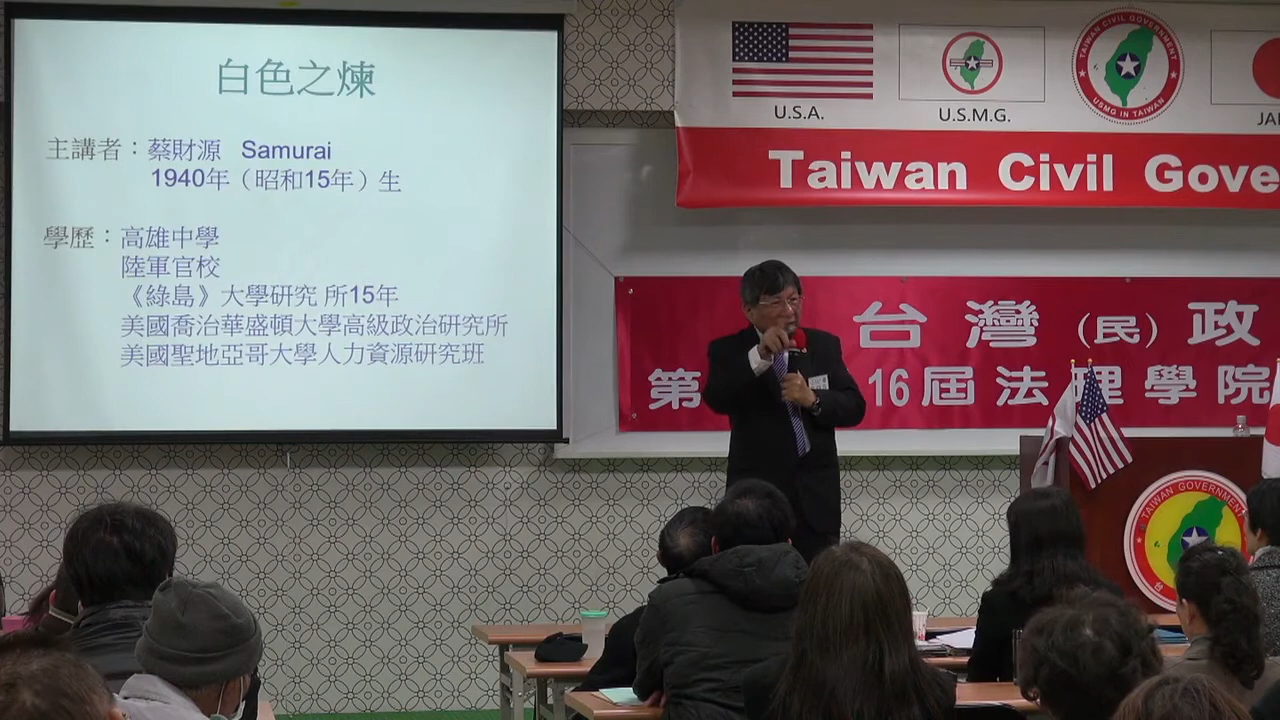 白色之煉
主講者：蔡財源 Samurai
1940年（昭和15年）生
學歷：高雄中學
陸軍官校
《綠島》大學研究 所15年
美國喬治華盛頓大學高級政治研究所
美國聖地亞哥大學人力資源研究班
U.S.A.
U.S.M.G.
TAIWAN CIVIL GOVERNMENT
USMG IN TAIWAN
JA
Taiwan Civil Gove
台灣（民）政
第 16屆法理學院
TAIWAN GOVERNMENT
台